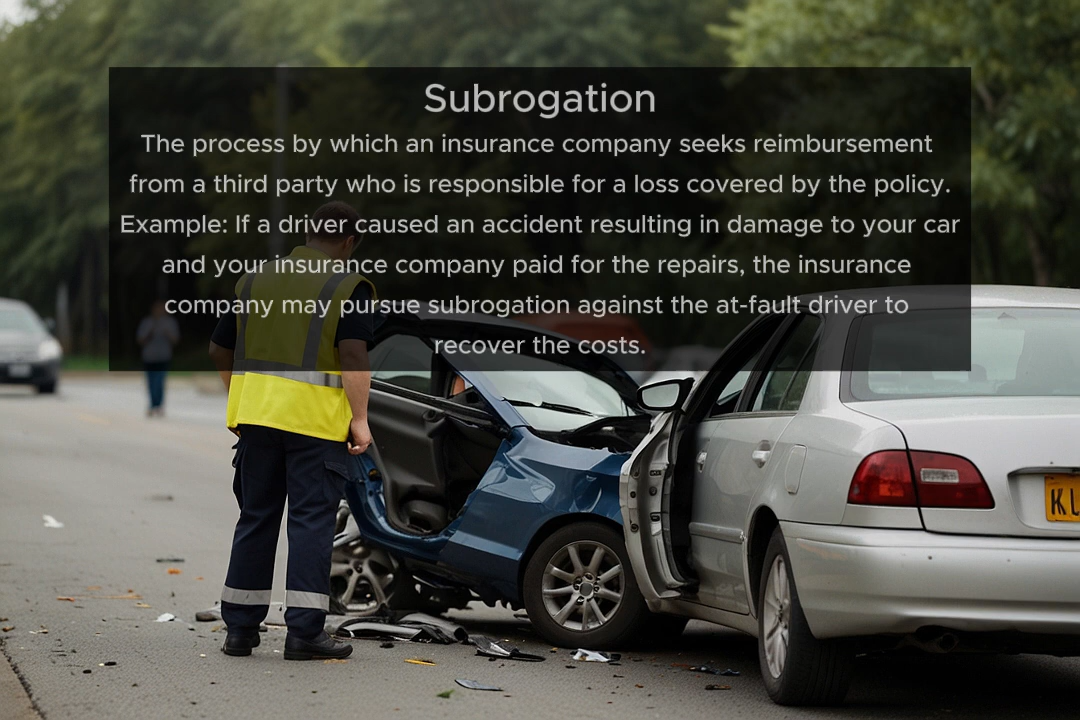 Subrogation
The process by which an insurance company seeks reimbursement
from a third party who is responsible for a loss covered by the policy.
Example: If a driver caused an accident resulting in damage to your car
and your insurance company paid for the repairs, the insurance
company may pursue subrogation against the at-fault driver to
recover the costs.